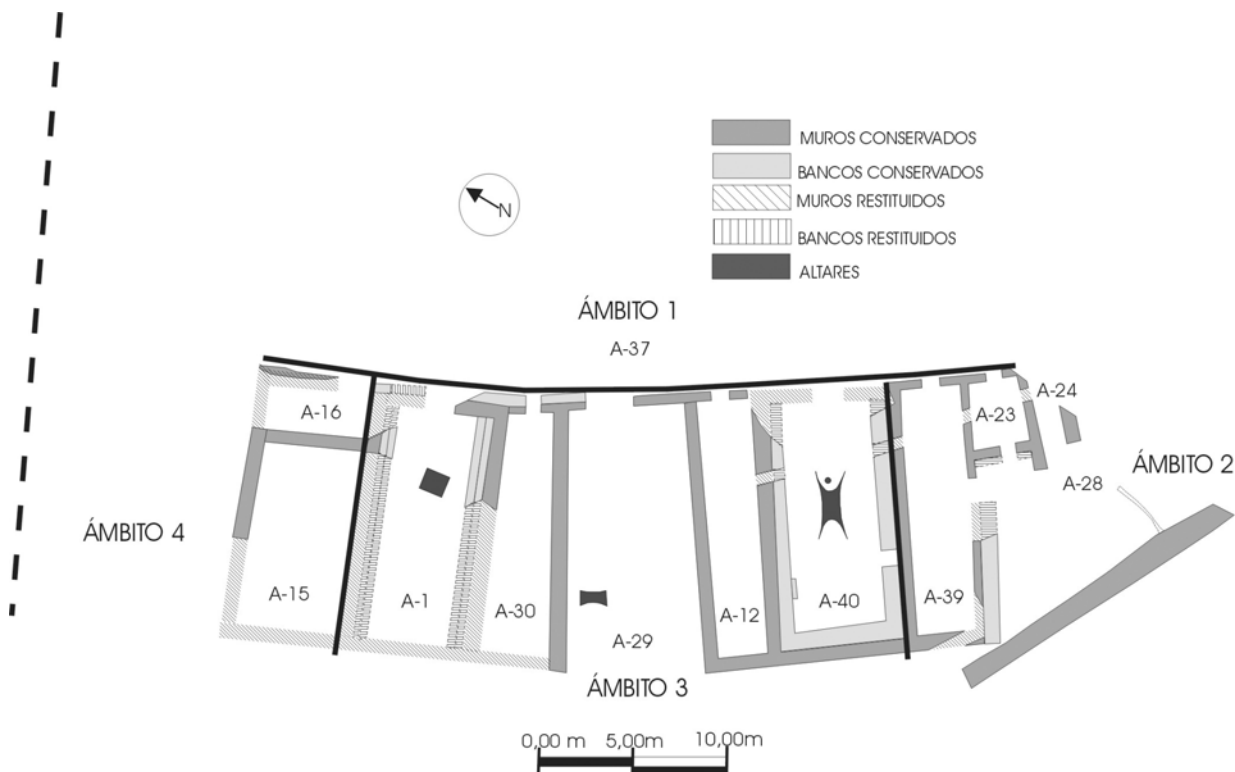 MUROS CONSERVADOS
BANCOS CONSERVADOS
MUROS RESTITUIDOS
BANCOS RESTITUIDOS
ALTARES
N
ÁMBITO 1
A-37
A-16
A-23
A-24
A-28
ÁMBITO 2
ÁMBITO 4
A-15
A-1
A-30
A-29
A-12
A-40
A-39
ÁMBITO 3
0,00 m 5,00m 10,00m